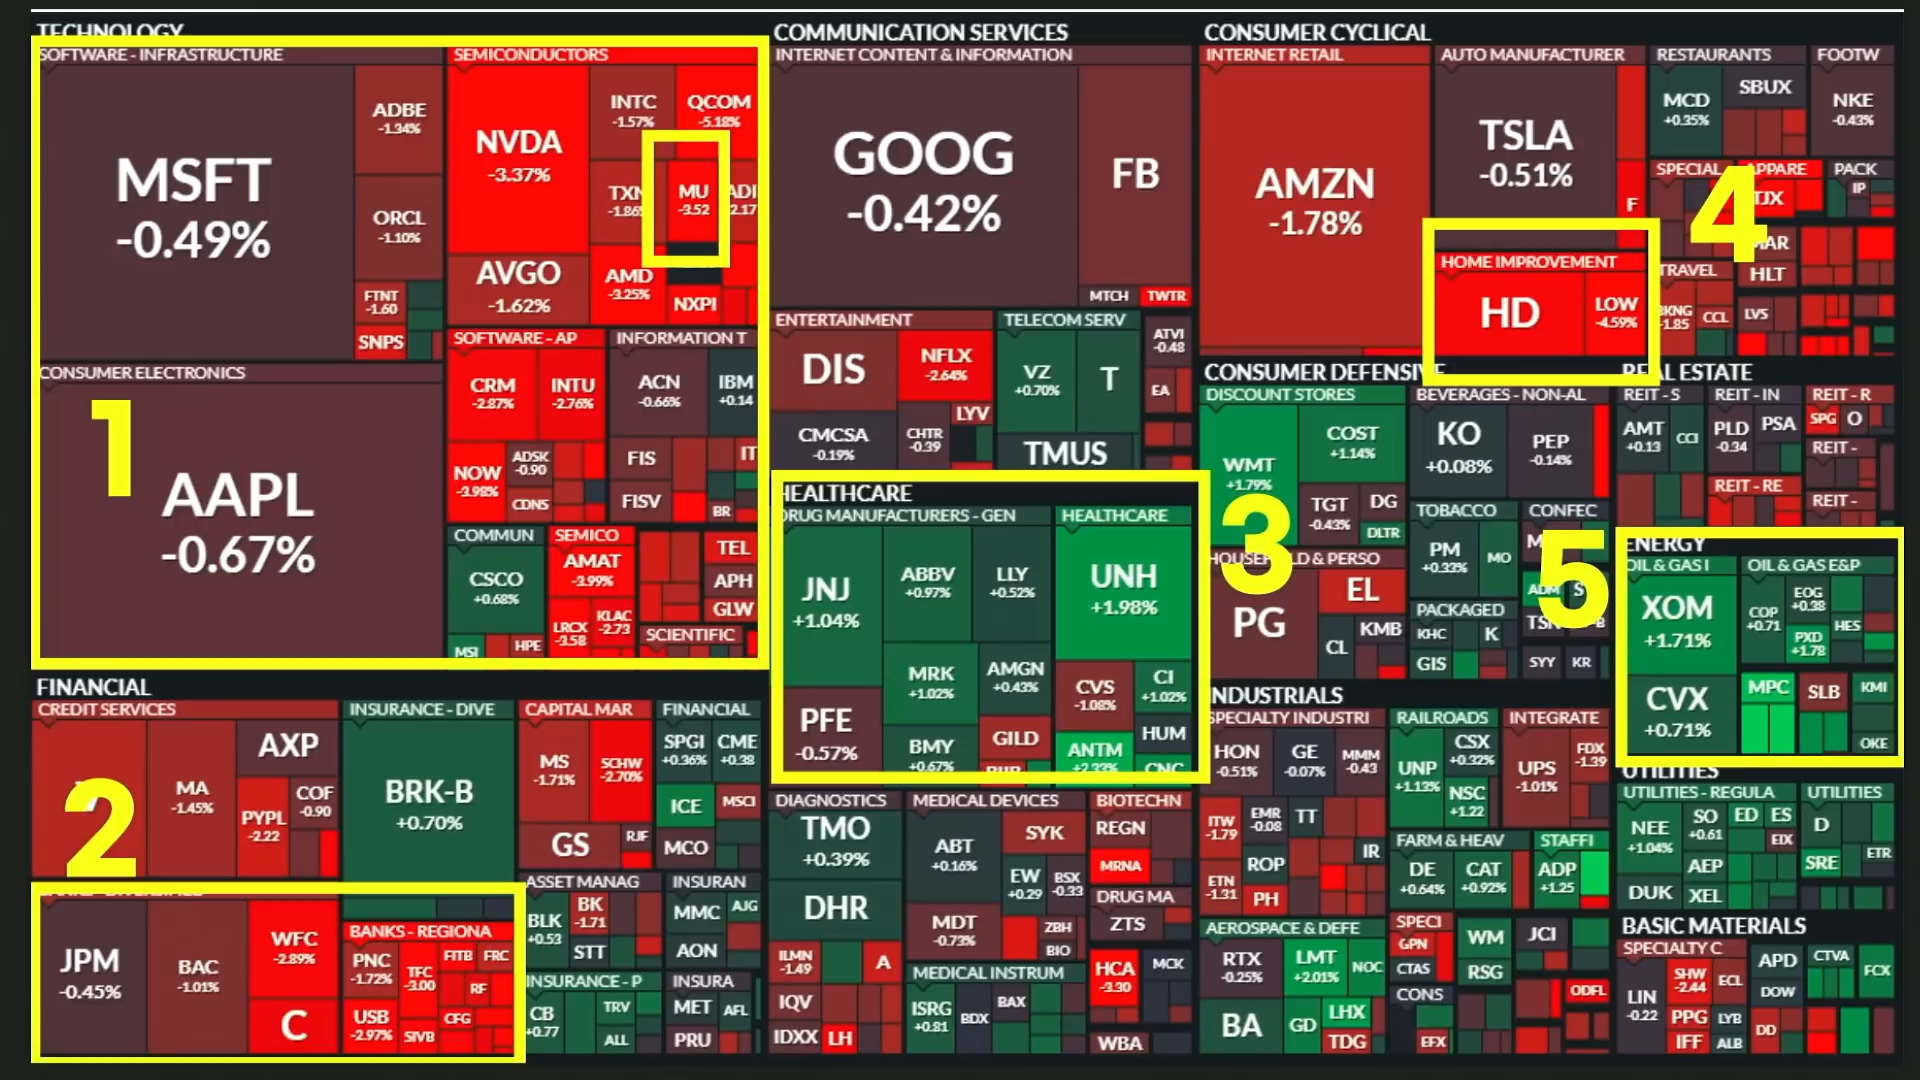 TECHNOLOGY
SOFTWARE - INFRASTRUCTURE
MSFT
-0.49%
ADBE
-1.34%
ORCL
-1.10%
FTNT
-1.60
SNPS
SEMICONDUCTORS
NVDA
-3.37%
INTC
-1.57%
QCOM
-5.18%
TXN
-1.86
MU
-3.52
ADI
2.17
AVGO
-1.62%
AMD
-3.25%
NXPI
CONSUMER ELECTRONICS
1
AAPL
-0.67%
SOFTWARE - AP
CRM
-2.87%
INTU
-2.76%
NOW
-3.98%
ADSK
-0.90
CDNS
INFORMATION T
ACN
-0.66%
IBM
+0.14
FIS
IT
FISV
BR
COMMUN
CSCO
+0.68%
MSI
HPE
SEMICO
AMAT
-3.99%
LRCX
-3.58
KLAC
-2.73
TEL
APH
GLW
SCIENTIFIC
COMMUNICATION SERVICES
INTERNET CONTENT & INFORMATION
GOOG
-0.42%
FB
MTCH
TWTR
ENTERTAINMENT
DIS
NFLX
-2.64%
CMCSA
-0.19%
CHTR
-0.39
LYV
TELECOM SERV
VZ
+0.70%
T
TMUS
ATVI
-0.48
EA
CONSUMER CYCLICAL
INTERNET RETAIL
AMZN
-1.78%
AUTO MANUFACTURER
TSLA
-0.51%
F
HOME IMPROVEMENT
HD
LOW
-4.59%
RESTAURANTS
MCD
+0.35%
SBUX
FOOTW
NKE
-0.43%
SPECIAL
4
APPARE
TJX
PACK
IP
MAR
TRAVEL
HLT
BKNG
-1.85
CCL
LVS
HEALTHCARE
DRUG MANUFACTURERS - GEN
JNJ
+1.04%
ABBV
+0.97%
LLY
+0.52%
PFE
-0.57%
MRK
+1.02%
AMGN
+0.43%
BMY
+0.67%
GILD
HEALTHCARE
UNH
+1.98%
CVS
-1.08%
CI
+1.02%
ANTM
+2.33%
HUM
CNC
3
DIAGNOSTICS
TMO
+0.39%
DHR
ILMN
-1.49
A
IQV
IDXX
LH
MEDICAL DEVICES
ABT
+0.16%
SYK
EW
+0.29
BSX
-0.33
MDT
-0.73%
ZBH
BIO
MEDICAL INSTRUM
ISRG
+0.81
BDX
BAX
BIOTECHN
REGN
MRNA
DRUG MA
ZTS
HCA
-3.30
MCK
WBA
CONSUMER DEFENSIVE
DISCOUNT STORES
WMT
+1.79%
COST
+1.14%
TGT
-0.43%
DG
DLTR
HOUSEHOLD & PERSO
PG
EL
CL
KMB
BEVERAGES - NON-AL
KO
+0.08%
PEP
-0.14%
TOBACCO
PM
+0.33%
MO
CONFEC
ADM
PACKAGED
KHC
K
GIS
TSN
SYY
KR
REAL ESTATE
REIT - S
AMT
+0.13
CCI
REIT - IN
PLD
-0.34
PSA
REIT - R
SPG
O
REIT -
REIT - RE
REIT -
5
ENERGY
OIL & GAS I
XOM
+1.71%
CVX
+0.71%
OIL & GAS E&P
COP
+0.71
EOG
+0.38
PXD
+1.78
HES
MPC
SLB
KMI
OKE
FINANCIAL
CREDIT SERVICES
2
MA
-1.45%
AXP
PYPL
-2.22
COF
-0.90
INSURANCE - DIVE
BRK-B
+0.70%
CAPITAL MAR
MS
-1.71%
SCHW
-2.70%
GS
RJF
FINANCIAL
SPGI
+0.36%
CME
+0.38
ICE
MSCI
MCO
JPM
-0.45%
BAC
-1.01%
WFC
-2.89%
C
BANKS - REGIONA
PNC
-1.72%
TFC
-3.00
FITB
FRC
RF
USB
-2.97%
SIVB
CFG
ASSET MANAG
BLK
+0.53
BK
-1.71
STT
INSURAN
MMC
AJG
AON
INSURANCE - P
CB
+0.77
TRV
ALL
INSURA
MET
AFL
PRU
INDUSTRIALS
SPECIALTY INDUSTRI
HON
-0.51%
GE
-0.07%
MMM
-0.43
ITW
-1.79
EMR
-0.08
TT
ROP
IR
ETN
-1.31
PH
RAILROADS
UNP
+1.13%
CSX
+0.32%
NSC
+1.22
INTEGRATE
UPS
-1.01%
FDX
-1.39
FARM & HEAV
DE
+0.64%
CAT
+0.92%
STAFFI
ADP
+1.25
AEROSPACE & DEFE
RTX
-0.25%
LMT
+2.01%
NOC
BA
GD
LHX
TDG
SPECI
GPN
CTAS
WM
RSG
JCI
CONS
EFX
ODFL
UTILITIES
UTILITIES - REGULA
NEE
+1.04%
SO
+0.61
ED
ES
EIX
AEP
DUK
XEL
UTILITIES
D
SRE
ETR
BASIC MATERIALS
SPECIALTY C
LIN
-0.22
SHW
-2.44
ECL
PPG
LYB
IFF
ALB
APD
DOW
CTVA
FCX
DD